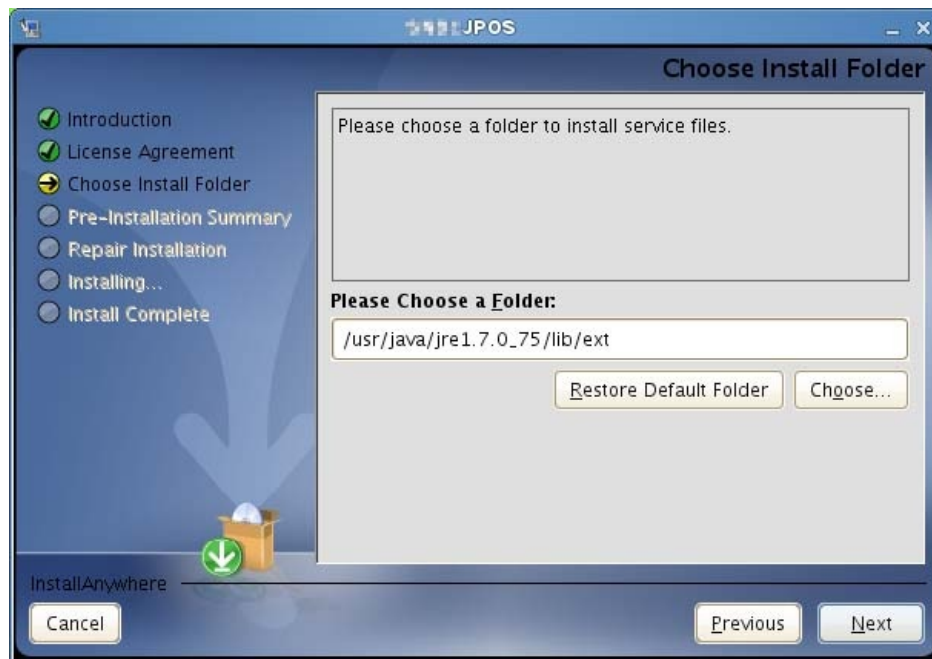 JPOS
Choose Install Folder
Introduction
License Agreement
Choose Install Folder
Pre-Installation Summary
Repair Installation
Installing...
Install Complete
Please choose a folder to install service files.
Please Choose a Folder:
/usr/java/jre1.7.0_75/lib/ext
Restore Default Folder
Choose...
InstallAnywhere
Cancel
Previous
Next